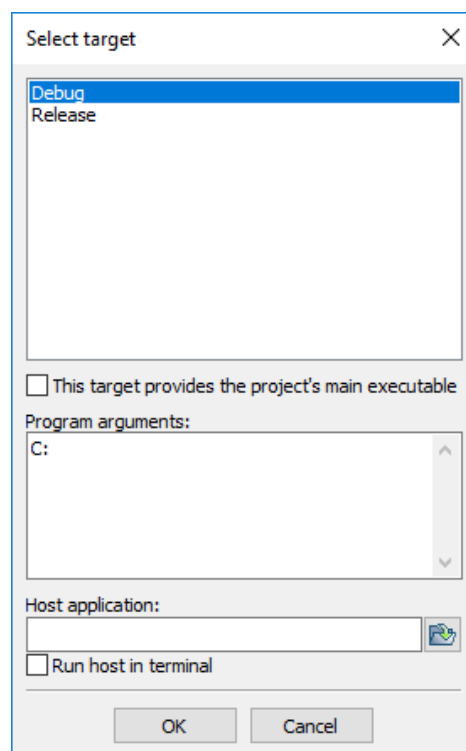 Select target
Debug
Release
This target provides the project's main executable
Program arguments:
C:
Host application:
Run host in terminal
OK Cancel